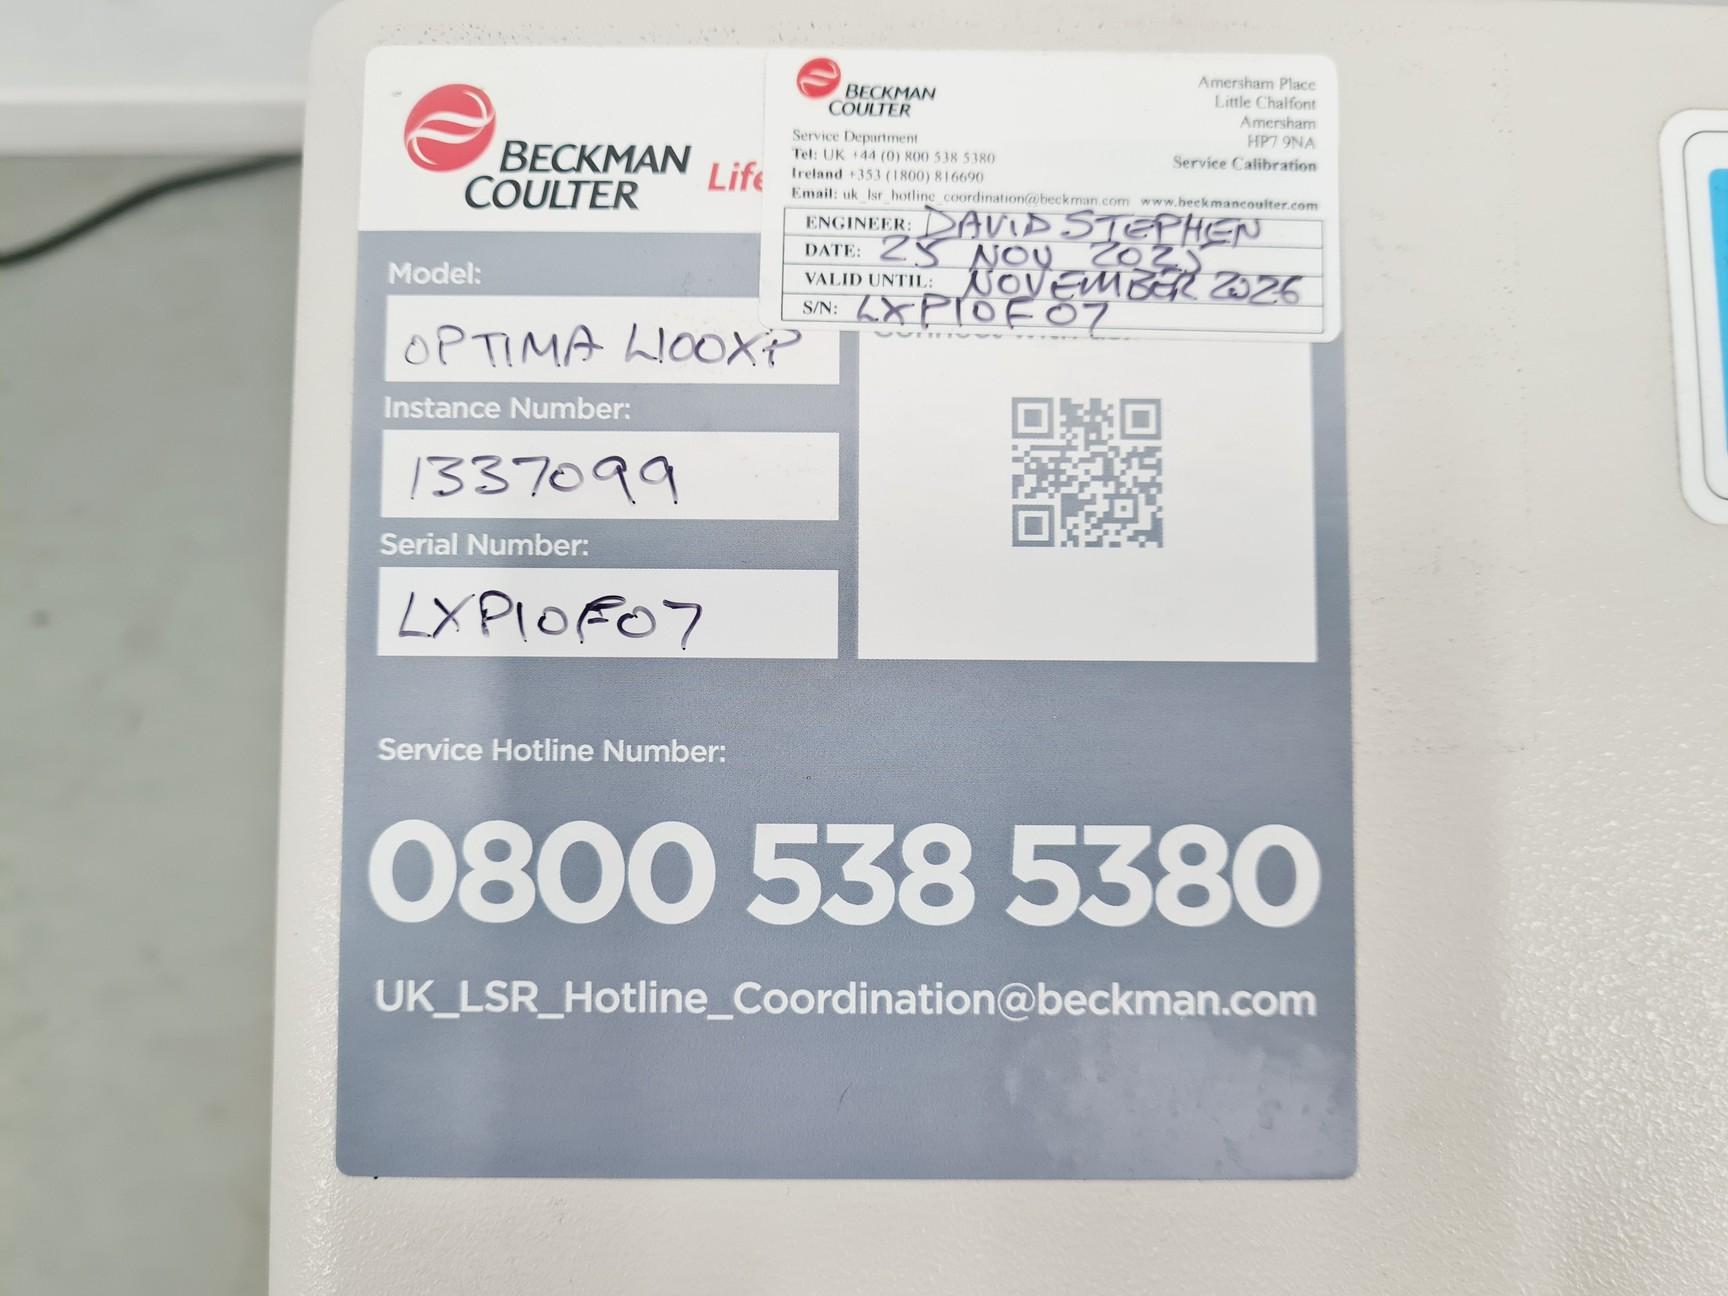 BECKMAN
COULTER
Life
Model:
OPTIMA L100XP
Instance Number:
1337099
Serial Number:
LXP10F07
BECKMAN
COULTER
Amersham Place
Little Chalfont
Amersham
HP7 9NA
Service Calibration
Service Department
Tel: UK +44 (0) 800 538 5380
Ireland +353 (1800) 816690
Email: uk_lsr_hotline_coordination@beckman.com www.beckmancoulter.com
ENGINEER: DAVID STEPHEN
DATE: 25 NOV 2025
VALID UNTIL: NOVEMBER 2026
S/N: LXP10F07
Service Hotline Number:
0800 538 5380
UK_LSR_Hotline_Coordination@beckman.com